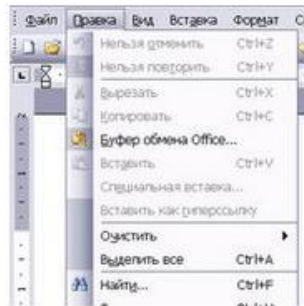 Файл Правка Вид Вставка Формат
Нельзя отменить Ctrl+Z
Нельзя повторить Ctrl+Y
Вырезать Ctrl+X
Копировать Ctrl+C
Буфер обмена Office...
Вставить Ctrl+V
Специальная вставка...
Вставить как гиперссылку
Очистить
Выделить все Ctrl+A
Найти... Ctrl+F